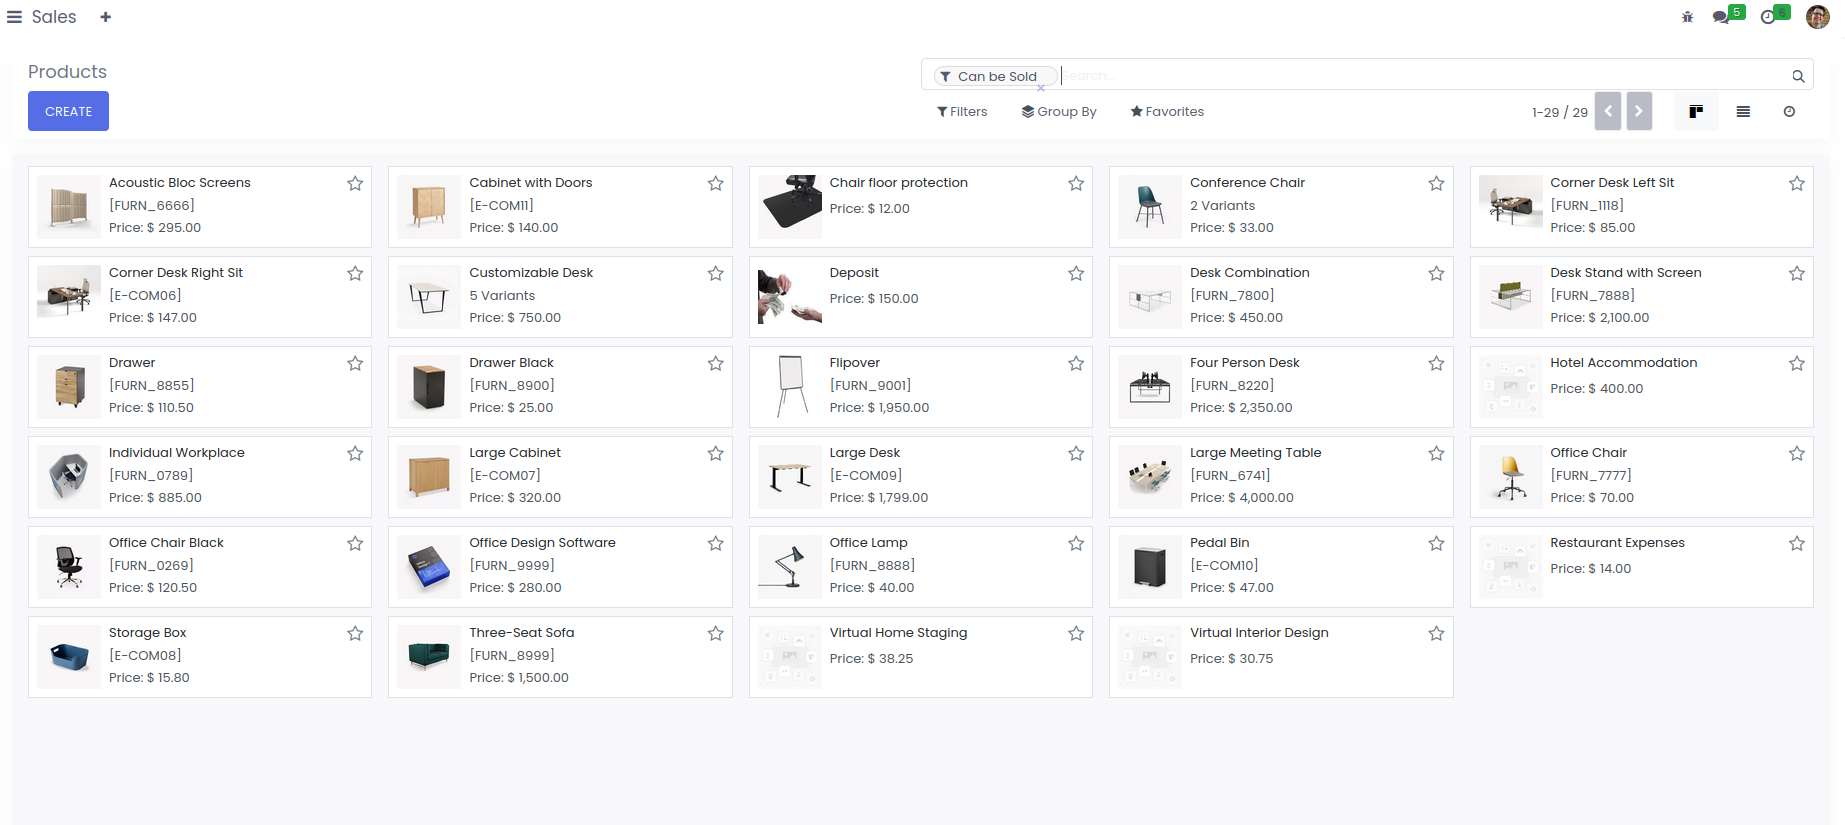 Sales
5
6
Products
Can be Sold
Search...
CREATE
Filters
Group By
Favorites
1-29 / 29
Acoustic Bloc Screens
[FURN_6666]
Price: $ 295.00
Cabinet with Doors
[E-COM11]
Price: $ 140.00
Chair floor protection
Price: $ 12.00
Conference Chair
2 Variants
Price: $ 33.00
Corner Desk Left Sit
[FURN_1118]
Price: $ 85.00
Corner Desk Right Sit
[E-COM06]
Price: $ 147.00
Customizable Desk
5 Variants
Price: $ 750.00
Deposit
Price: $ 150.00
Desk Combination
[FURN_7800]
Price: $ 450.00
Desk Stand with Screen
[FURN_7888]
Price: $ 2,100.00
Drawer
[FURN_8855]
Price: $ 110.50
Drawer Black
[FURN_8900]
Price: $ 25.00
Flipover
[FURN_9001]
Price: $ 1,950.00
Four Person Desk
[FURN_8220]
Price: $ 2,350.00
Hotel Accommodation
Price: $ 400.00
Individual Workplace
[FURN_0789]
Price: $ 885.00
Large Cabinet
[E-COM07]
Price: $ 320.00
Large Desk
[E-COM09]
Price: $ 1,799.00
Large Meeting Table
[FURN_6741]
Price: $ 4,000.00
Office Chair
[FURN_7777]
Price: $ 70.00
Office Chair Black
[FURN_0269]
Price: $ 120.50
Office Design Software
[FURN_9999]
Price: $ 280.00
Office Lamp
[FURN_8888]
Price: $ 40.00
Pedal Bin
[E-COM10]
Price: $ 47.00
Restaurant Expenses
Price: $ 14.00
Storage Box
[E-COM08]
Price: $ 15.80
Three-Seat Sofa
[FURN_8999]
Price: $ 1,500.00
Virtual Home Staging
Price: $ 38.25
Virtual Interior Design
Price: $ 30.75